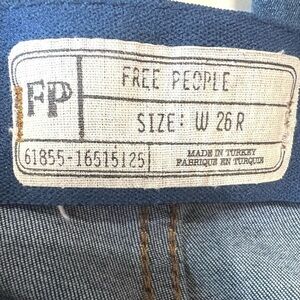 FP
FREE PEOPLE
SIZE: W 26 R
61855-16515125
MADE IN TURKEY
FABRIQUE EN TURQUIE